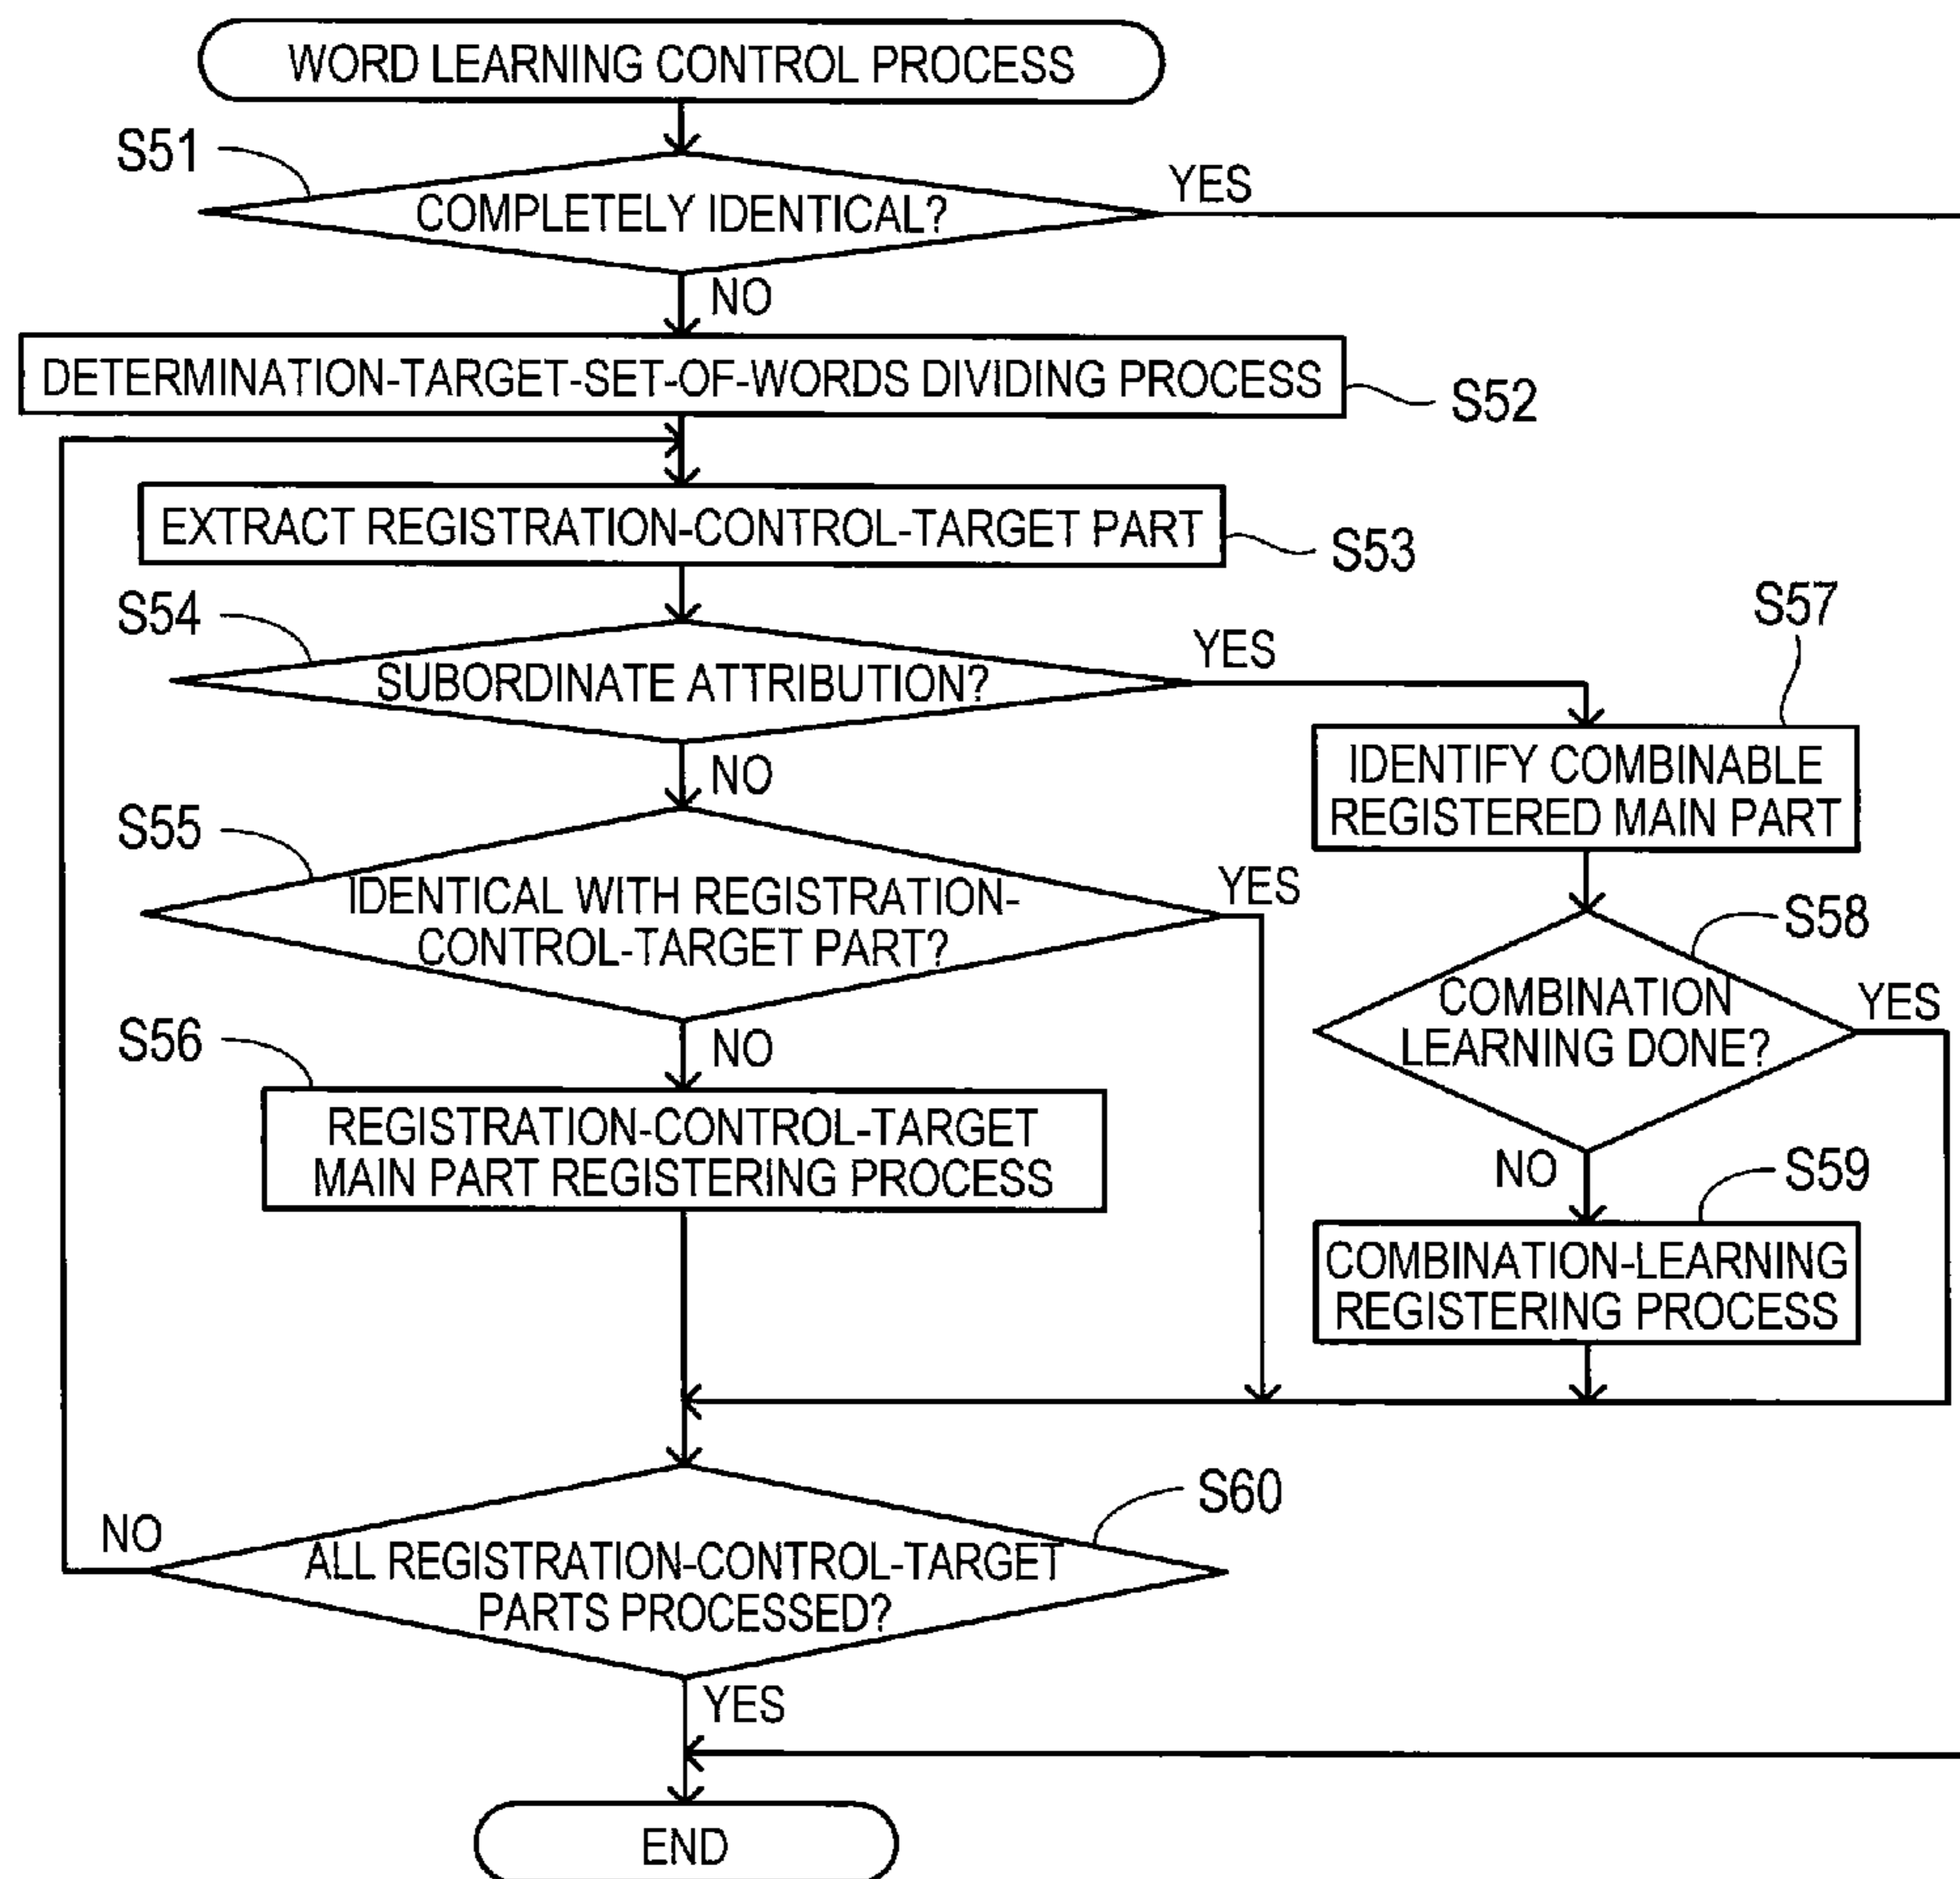 WORD LEARNING CONTROL PROCESS
S51
COMPLETELY IDENTICAL?
YES
NO
DETERMINATION-TARGET-SET-OF-WORDS DIVIDING PROCESS
S52
EXTRACT REGISTRATION-CONTROL-TARGET PART
S53
S54
SUBORDINATE ATTRIBUTION?
YES
NO
S57
IDENTIFY COMBINABLE
REGISTERED MAIN PART
S55
IDENTICAL WITH REGISTRATION-
CONTROL-TARGET PART?
YES
NO
S58
COMBINATION
LEARNING DONE?
YES
NO
S56
REGISTRATION-CONTROL-TARGET
MAIN PART REGISTERING PROCESS
S59
COMBINATION-LEARNING
REGISTERING PROCESS
S60
NO
ALL REGISTRATION-CONTROL-TARGET
PARTS PROCESSED?
YES
END